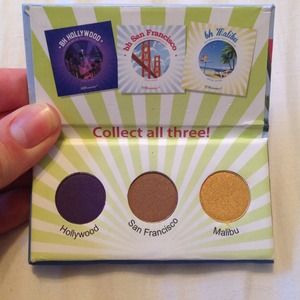 BH HOLLYWOOD
bh San Francisco
bh Malibu
Collect all three!
Hollywood
San Francisco
Malibu